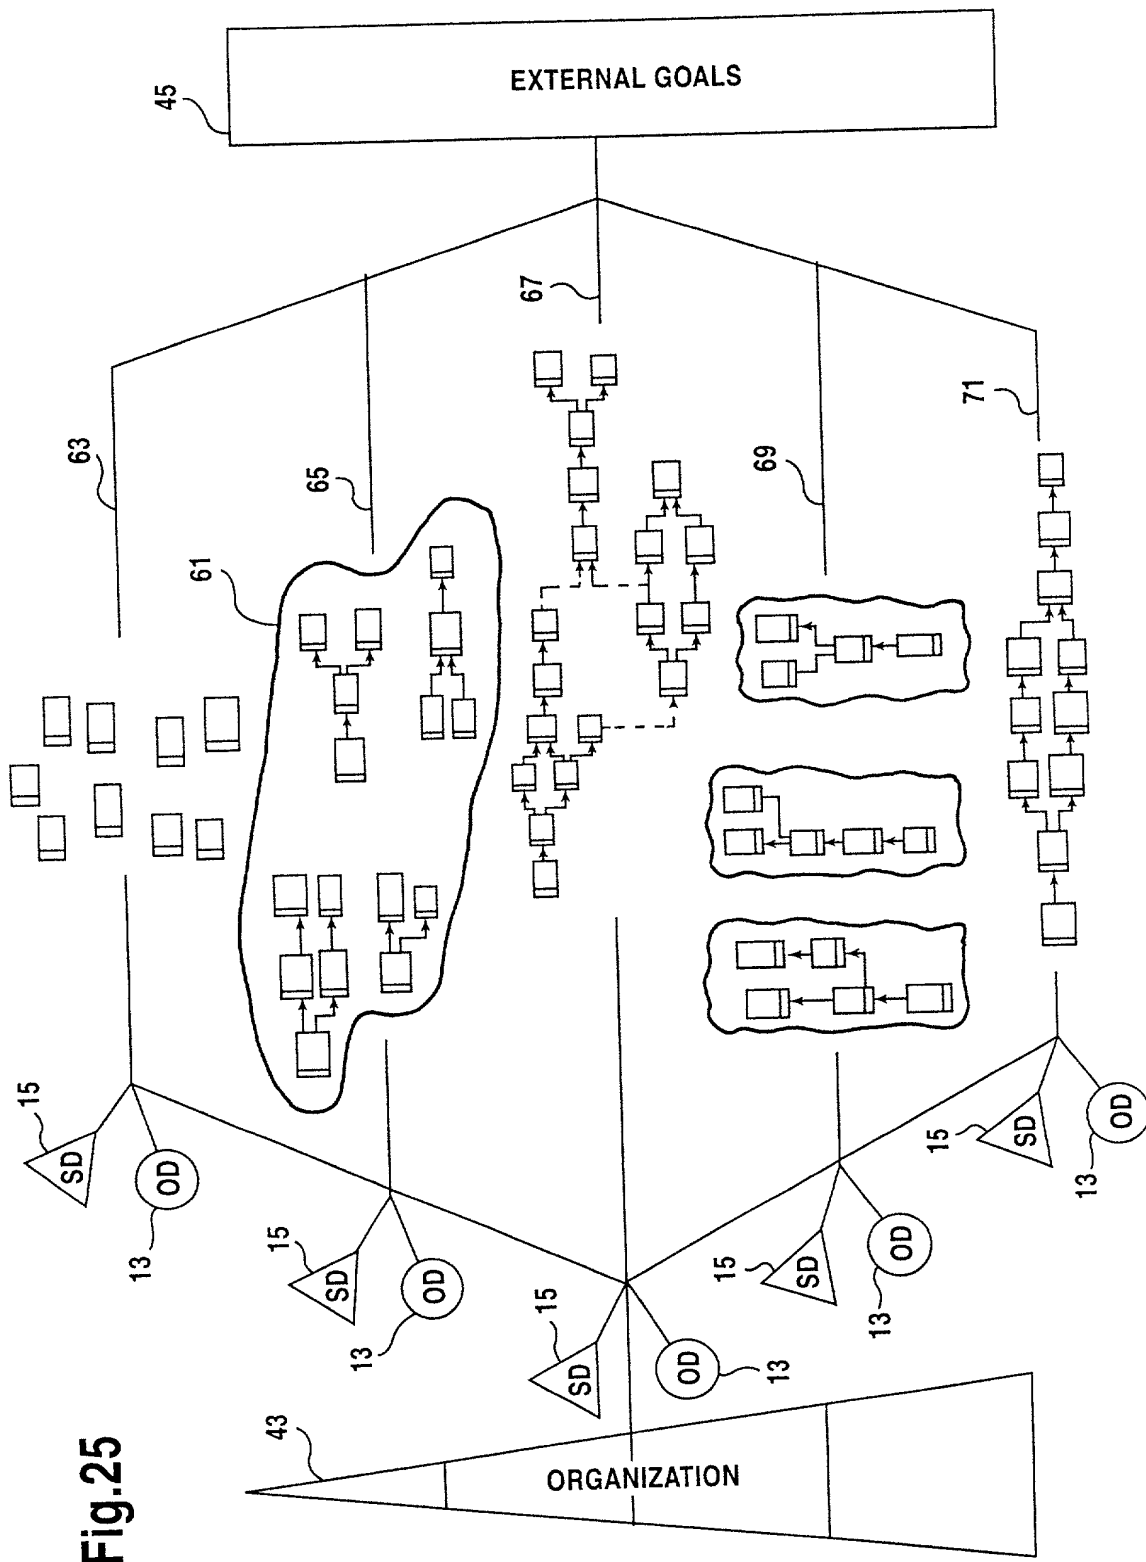 Fig.25
EXTERNAL GOALS
45
63
65
61
67
69
71
15
SD
OD
13
15
SD
OD
13
15
SD
OD
13
15
SD
OD
13
15
SD
OD
13
43
ORGANIZATION